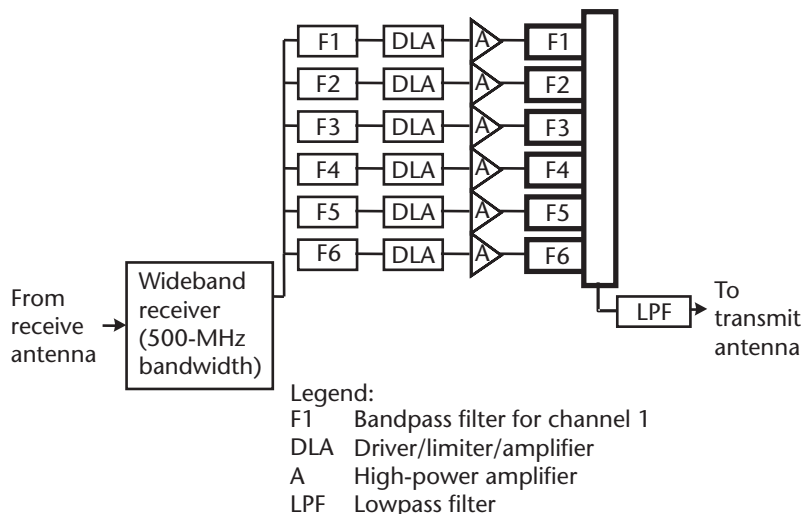 F1 DLA A F1
F2 DLA A F2
F3 DLA A F3
F4 DLA A F4
F5 DLA A F5
F6 DLA A F6
From
receive
antenna
Wideband
receiver
(500-MHz
bandwidth)
LPF
To
transmit
antenna
Legend:
F1 Bandpass filter for channel 1
DLA Driver/limiter/amplifier
A High-power amplifier
LPF Lowpass filter